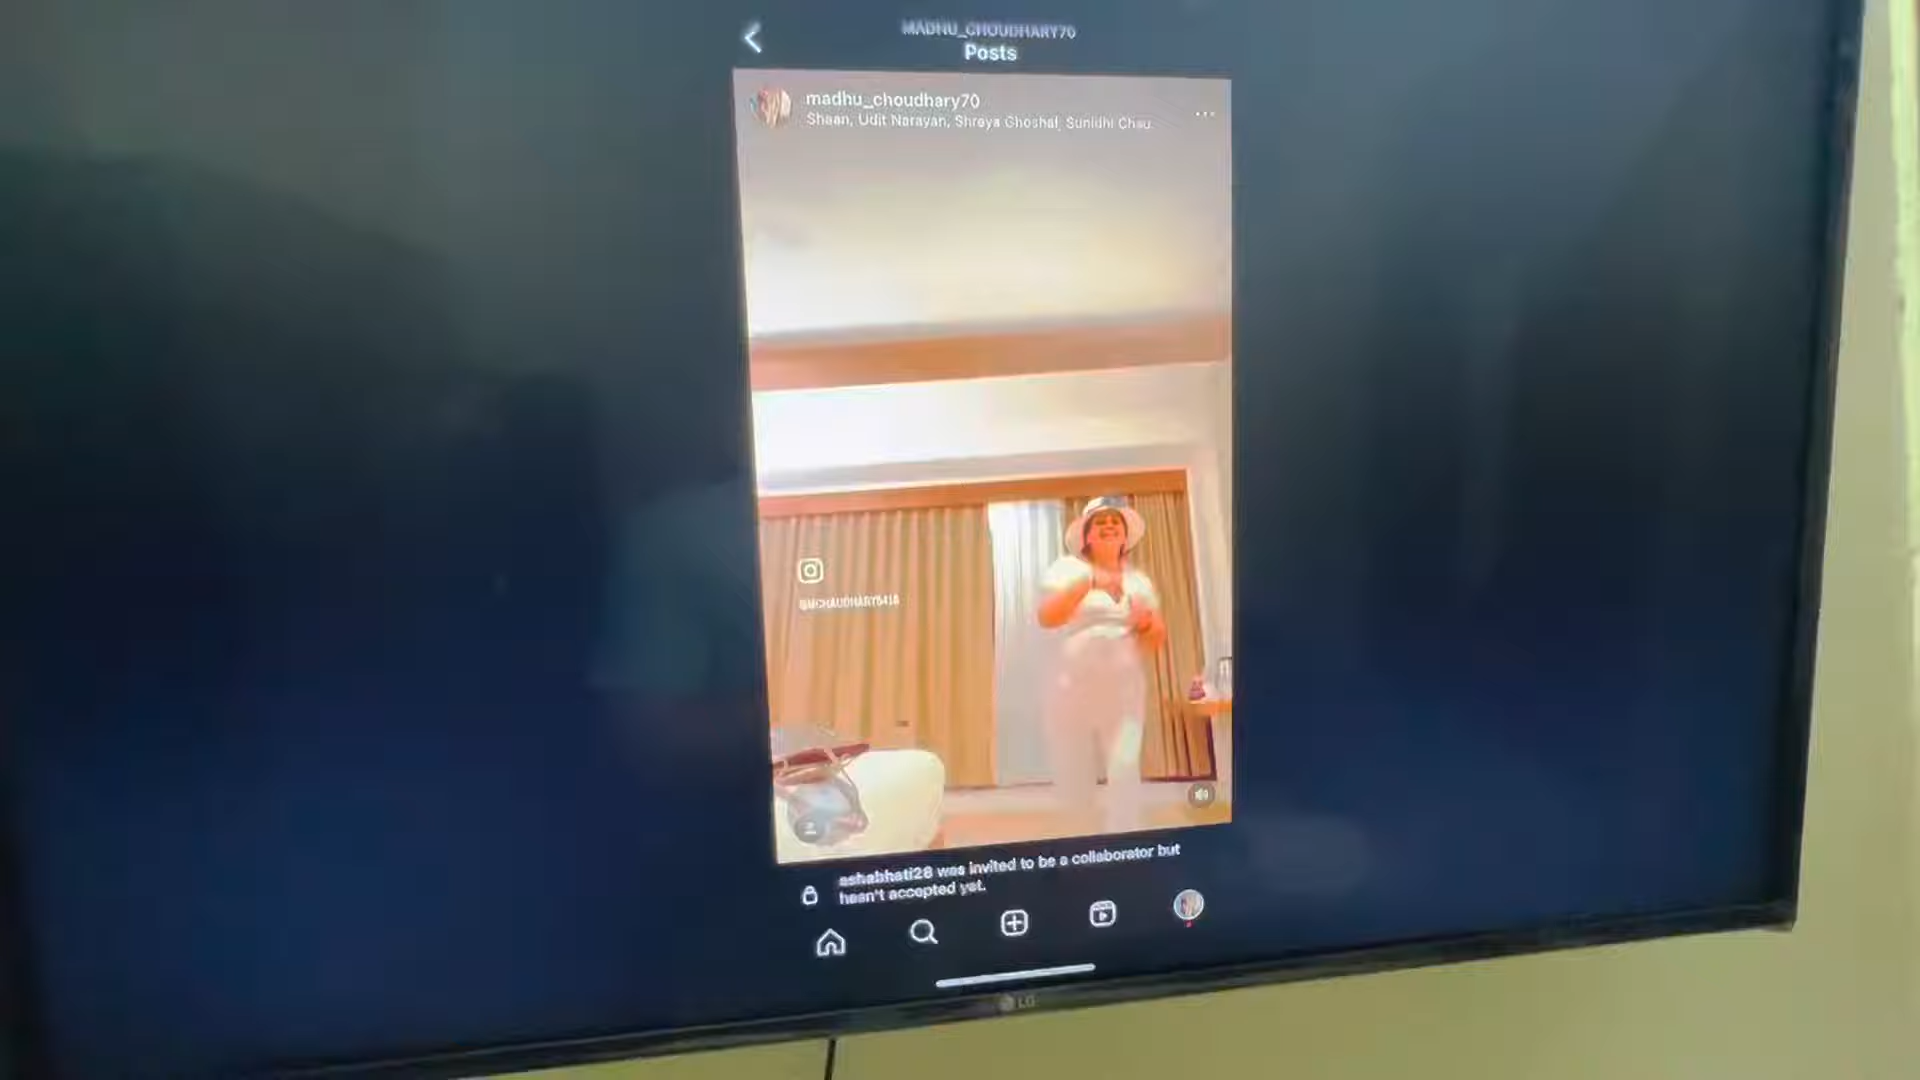 MADHU_CHOUDHARY70
Posts
madhu_choudhary70
Shaan, Udit Narayan, Shreya Ghoshal, Sunidhi Chau
@MCHAUDHARY5418
ashabhati28 was invited to be a collaborator but
hasn't accepted yet.
LG